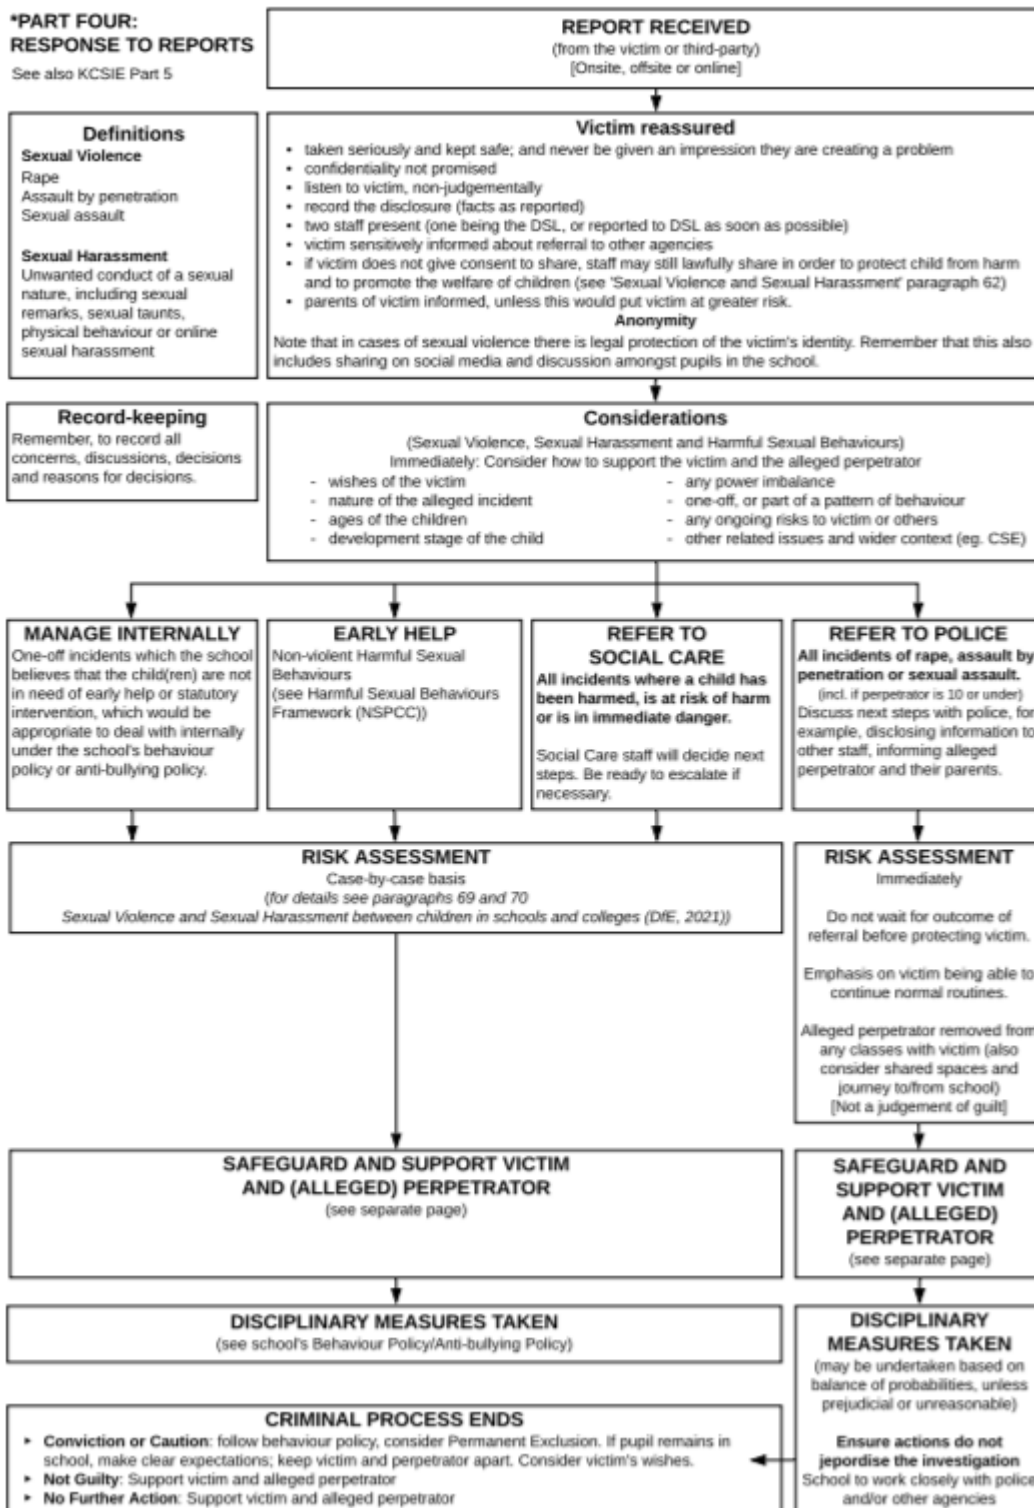 *PART FOUR:
RESPONSE TO REPORTS
See also KCSIE Part 5
REPORT RECEIVED
(from the victim or third-party)
[Onsite, offsite or online]
Definitions
Sexual Violence
Rape
Assault by penetration
Sexual assault
Sexual Harassment
Unwanted conduct of a sexual
nature, including sexual
remarks, sexual taunts,
physical behaviour or online
sexual harassment
Victim reassured
• taken seriously and kept safe; and never be given an impression they are creating a problem
• confidentiality not promised
• listen to victim, non-judgementally
• record the disclosure (facts as reported)
• two staff present (one being the DSL, or reported to DSL as soon as possible)
• victim sensitively informed about referral to other agencies
• if victim does not give consent to share, staff may still lawfully share in order to protect child from harm
and to promote the welfare of children (see 'Sexual Violence and Sexual Harassment' paragraph 62)
• parents of victim informed, unless this would put victim at greater risk.
Anonymity
Note that in cases of sexual violence there is legal protection of the victim's identity. Remember that this also
includes sharing on social media and discussion amongst pupils in the school.
Record-keeping
Remember, to record all
concerns, discussions, decisions
and reasons for decisions.
Considerations
(Sexual Violence, Sexual Harassment and Harmful Sexual Behaviours)
Immediately: Consider how to support the victim and the alleged perpetrator
- wishes of the victim
- nature of the alleged incident
- ages of the children
- development stage of the child
- any power imbalance
- one-off, or part of a pattern of behaviour
- any ongoing risks to victim or others
- other related issues and wider context (eg. CSE)
MANAGE INTERNALLY
One-off incidents which the school
believes that the child(ren) are not
in need of early help or statutory
intervention, which would be
appropriate to deal with internally
under the school's behaviour
policy or anti-bullying policy.
EARLY HELP
Non-violent Harmful Sexual
Behaviours
(see Harmful Sexual Behaviours
Framework (NSPCC))
REFER TO
SOCIAL CARE
All incidents where a child has
been harmed, is at risk of harm
or is in immediate danger.
Social Care staff will decide next
steps. Be ready to escalate if
necessary.
REFER TO POLICE
All incidents of rape, assault by
penetration or sexual assault.
(incl. if perpetrator is 10 or under)
Discuss next steps with police, for
example, disclosing information to
other staff, informing alleged
perpetrator and their parents.
RISK ASSESSMENT
Case-by-case basis
(for details see paragraphs 69 and 70
Sexual Violence and Sexual Harassment between children in schools and colleges (DfE, 2021))
RISK ASSESSMENT
Immediately
Do not wait for outcome of
referral before protecting victim.
Emphasis on victim being able to
continue normal routines.
Alleged perpetrator removed from
any classes with victim (also
consider shared spaces and
journey to/from school)
[Not a judgement of guilt]
SAFEGUARD AND SUPPORT VICTIM
AND (ALLEGED) PERPETRATOR
(see separate page)
SAFEGUARD AND
SUPPORT VICTIM
AND (ALLEGED)
PERPETRATOR
(see separate page)
DISCIPLINARY MEASURES TAKEN
(see school's Behaviour Policy/Anti-bullying Policy)
DISCIPLINARY
MEASURES TAKEN
(may be undertaken based on
balance of probabilities, unless
prejudicial or unreasonable)
Ensure actions do not
jepordise the investigation
School to work closely with police
and/or other agencies
CRIMINAL PROCESS ENDS
► Conviction or Caution: follow behaviour policy, consider Permanent Exclusion. If pupil remains in
school, make clear expectations; keep victim and perpetrator apart. Consider victim's wishes.
► Not Guilty: Support victim and alleged perpetrator
► No Further Action: Support victim and alleged perpetrator